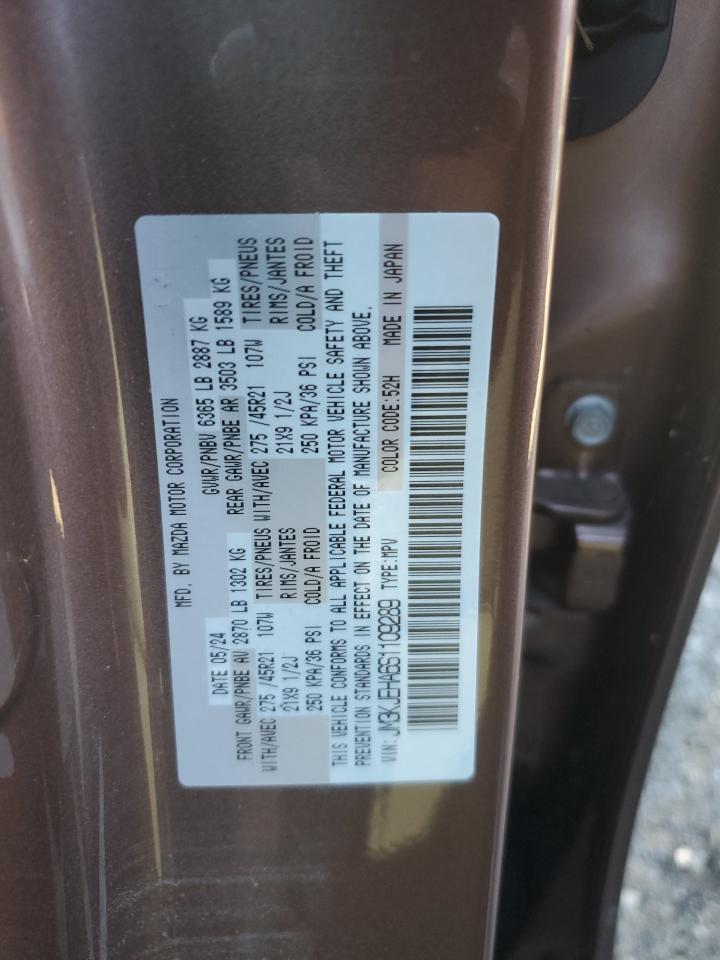 MFD. BY MAZDA MOTOR CORPORATION
DATE 05/24 GVWR/PNBV 6365 LB 2887 KG
FRONT GAWR/PNBE AV 2870 LB 1302 KG REAR GAWR/PNBE AR 3503 LB 1589 KG
WITH/AVEC 275 /45R21 107W TIRES/PNEUS WITH/AVEC 275 /45R21 107W TIRES/PNEUS
21X9 1/2J RIMS/JANTES 21X9 1/2J RIMS/JANTES
250 KPA/36 PSI COLD/A FROID 250 KPA/36 PSI COLD/A FROID
THIS VEHICLE CONFORMS TO ALL APPLICABLE FEDERAL MOTOR VEHICLE SAFETY AND THEFT
PREVENTION STANDARDS IN EFFECT ON THE DATE OF MANUFACTURE SHOWN ABOVE.
VIN: JM3KJEHA6S1109289 TYPE:MPV COLOR CODE:52H MADE IN JAPAN